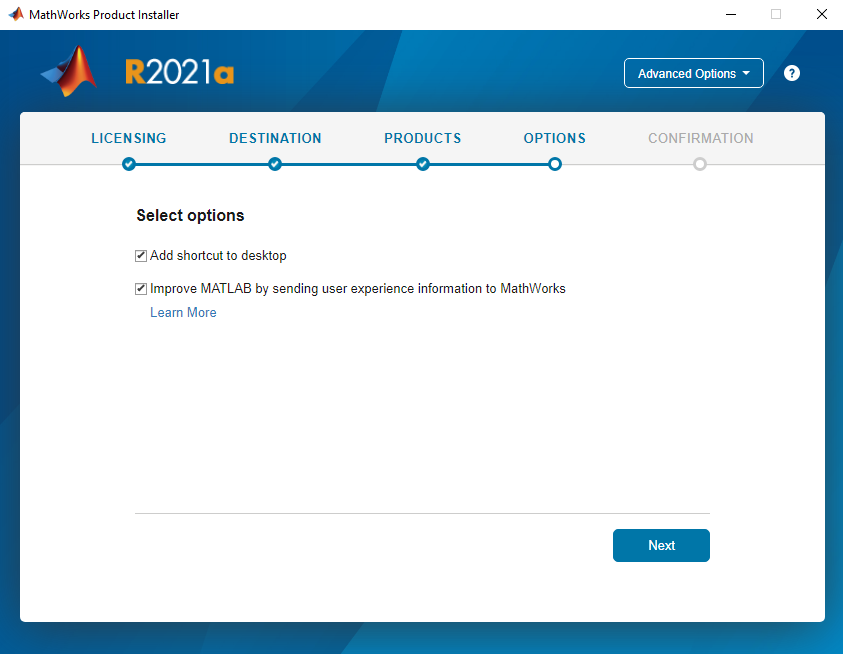 MathWorks Product Installer
R2021a
Advanced Options
?
LICENSING DESTINATION PRODUCTS OPTIONS CONFIRMATION
Select options
Add shortcut to desktop
Improve MATLAB by sending user experience information to MathWorks
Learn More
Next